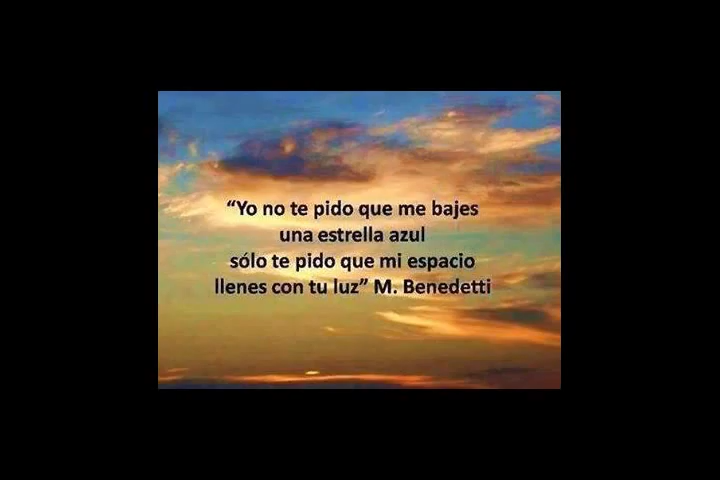 “Yo no te pido que me bajes
una estrella azul
sólo te pido que mi espacio
llenes con tu luz” M. Benedetti